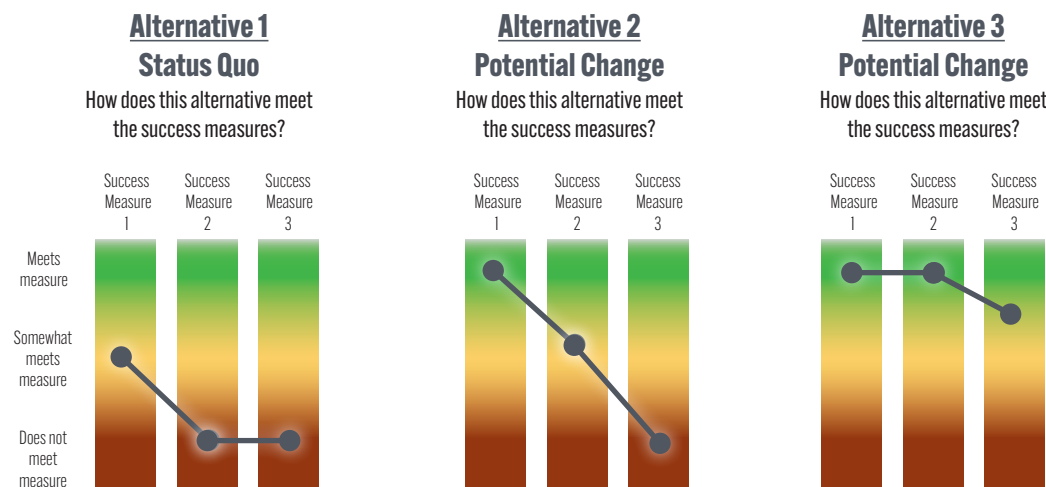 Alternative 1
Status Quo
How does this alternative meet
the success measures?
Success
Measure
1
Success
Measure
2
Success
Measure
3
Meets
measure
Somewhat
meets
measure
Does not
meet
measure
Alternative 2
Potential Change
How does this alternative meet
the success measures?
Success
Measure
1
Success
Measure
2
Success
Measure
3
Alternative 3
Potential Change
How does this alternative meet
the success measures?
Success
Measure
1
Success
Measure
2
Success
Measure
3